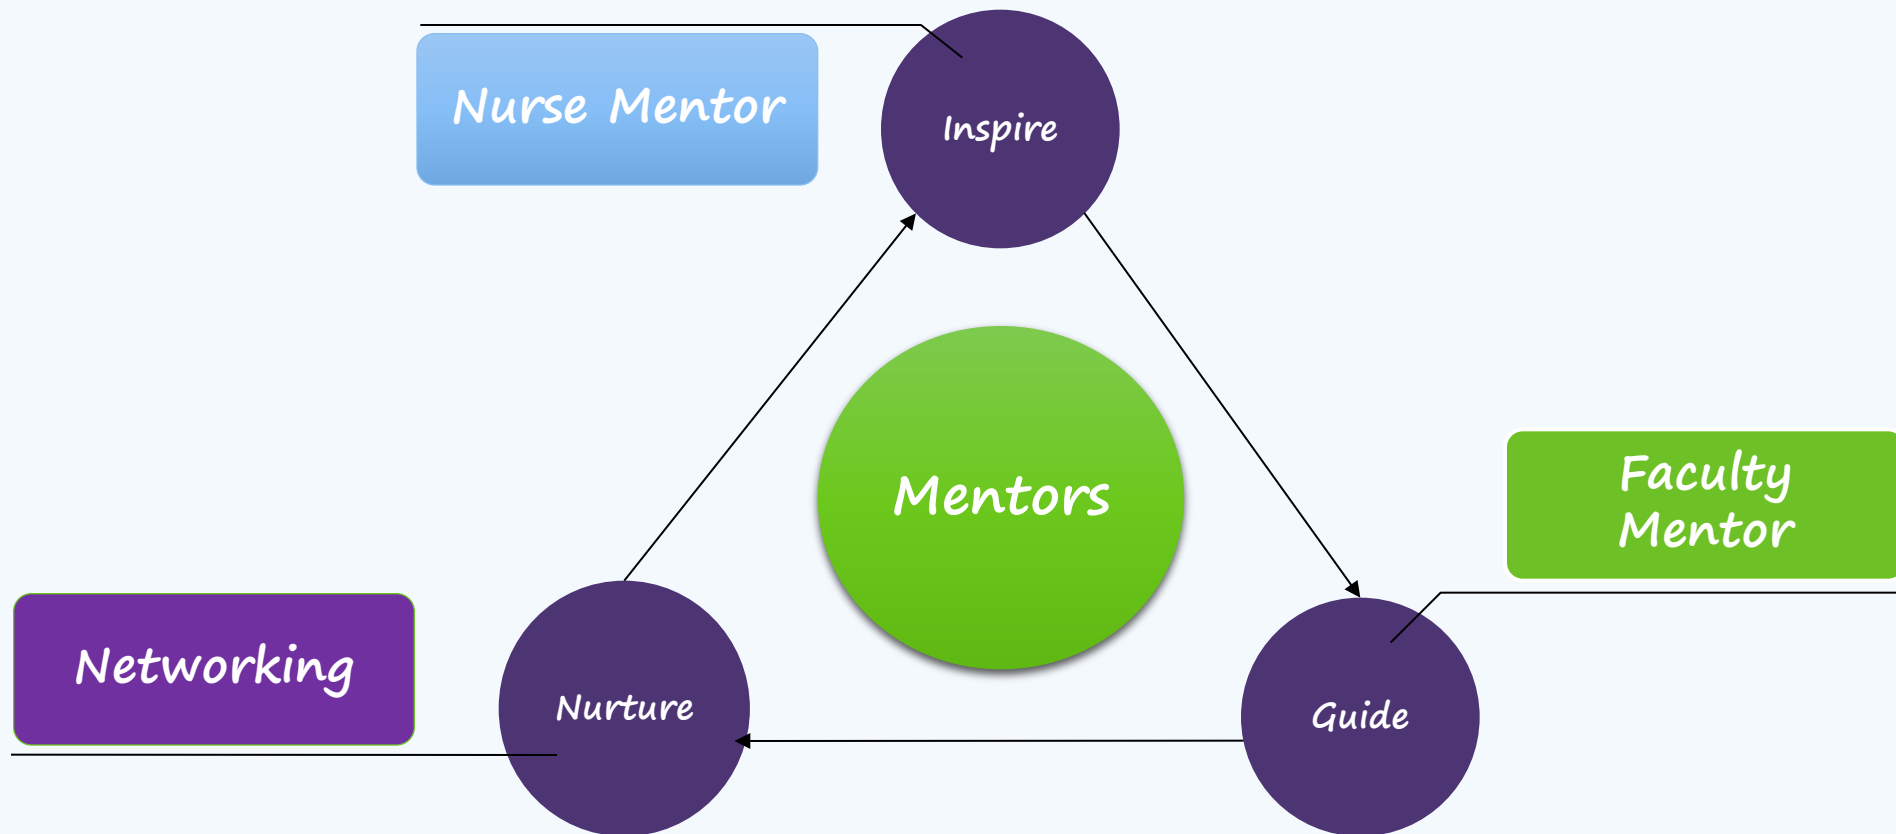 Nurse Mentor
Inspire
Mentors
Faculty
Mentor
Networking
Nurture
Guide